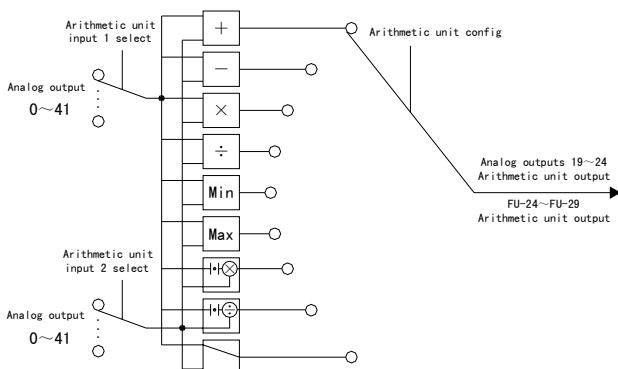 Arithmetic unit
input 1 select
Analog output
0～41
+
−
×
÷
Min
Max
|•|⊗
|•|÷
Arithmetic unit config
Analog outputs 19～24
Arithmetic unit output
FU-24～FU-29
Arithmetic unit output
Arithmetic unit
input 2 select
Analog output
0～41